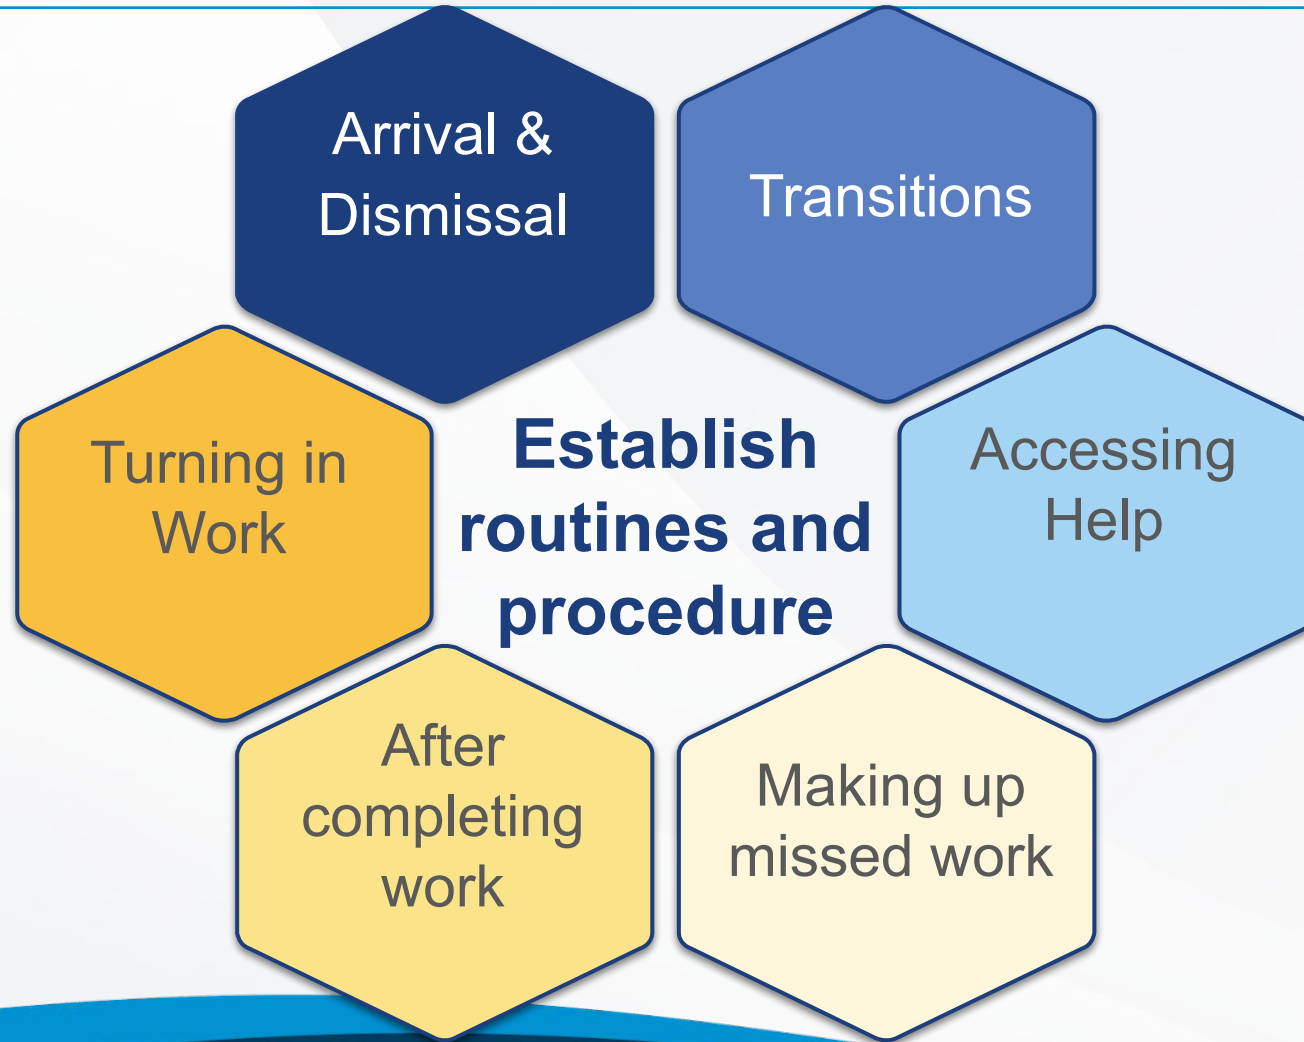 Arrival &
Dismissal
Transitions
Turning in
Work
Establish
routines and
procedure
Accessing
Help
After
completing
work
Making up
missed work